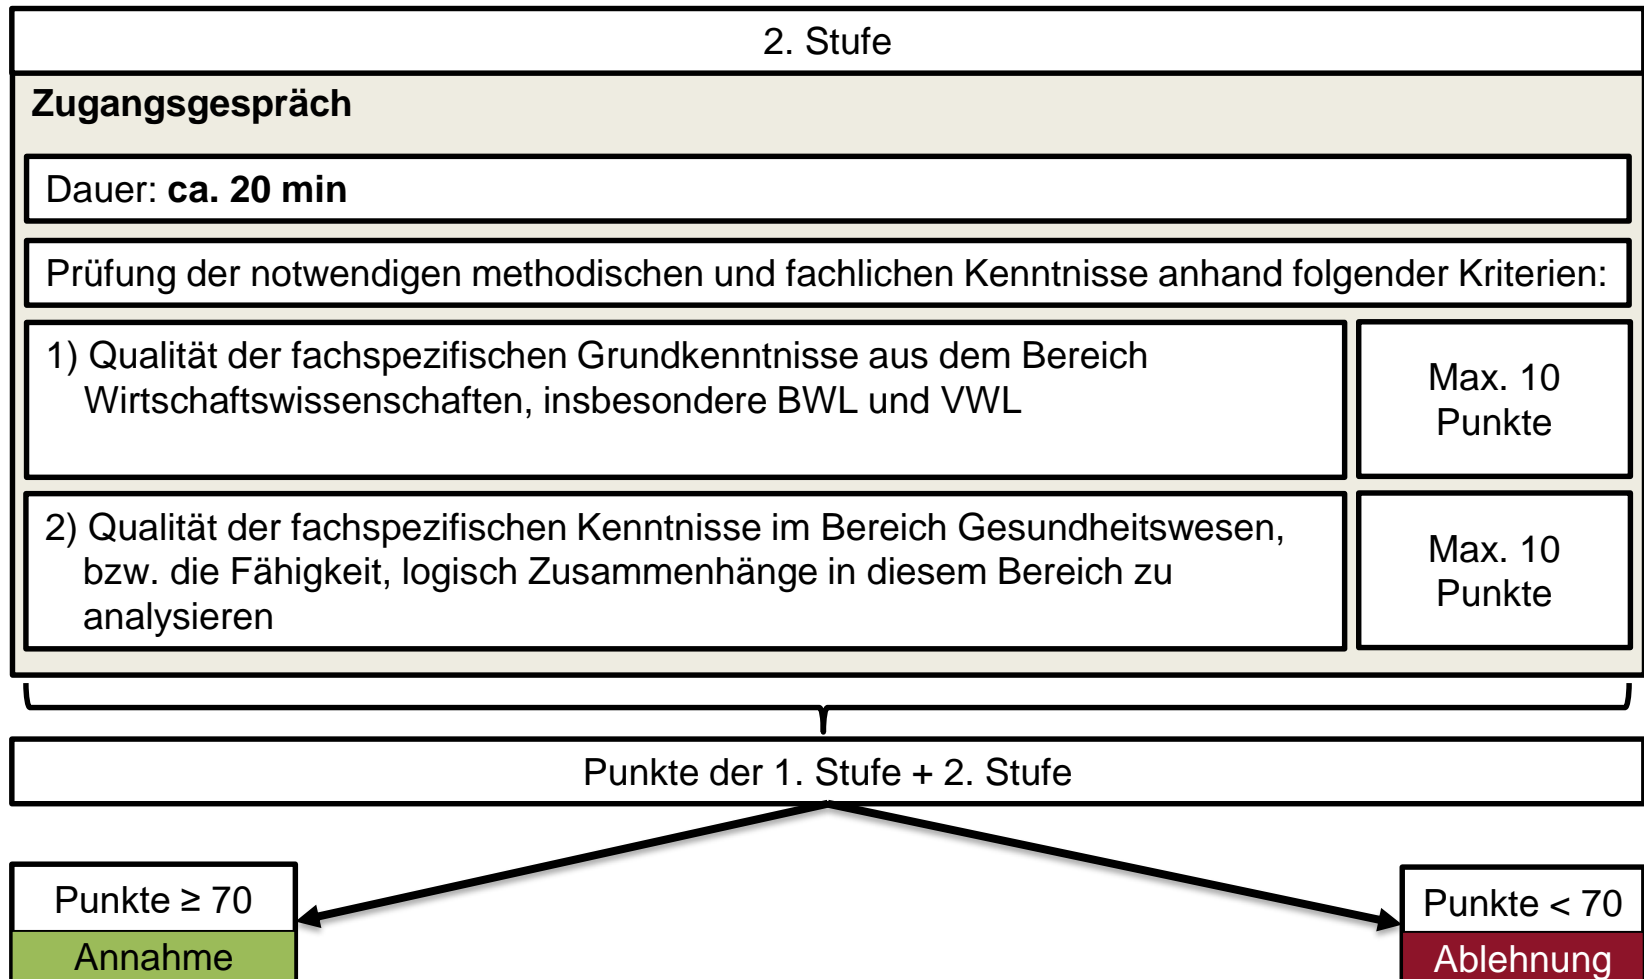 2. Stufe
Zugangsgespräch
Dauer: ca. 20 min
Prüfung der notwendigen methodischen und fachlichen Kenntnisse anhand folgender Kriterien:
1) Qualität der fachspezifischen Grundkenntnisse aus dem Bereich
Wirtschaftswissenschaften, insbesondere BWL und VWL
Max. 10
Punkte
2) Qualität der fachspezifischen Kenntnisse im Bereich Gesundheitswesen,
bzw. die Fähigkeit, logisch Zusammenhänge in diesem Bereich zu
analysieren
Max. 10
Punkte
Punkte der 1. Stufe + 2. Stufe
Punkte ≥ 70
Annahme
Punkte < 70
Ablehnung